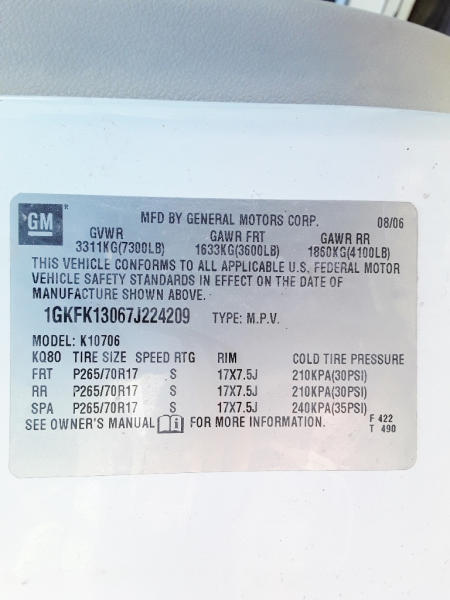 GM ® MFD BY GENERAL MOTORS CORP. 08/06
GVWR GAWR FRT GAWR RR
3311KG(7300LB) 1633KG(3600LB) 1860KG(4100LB)
THIS VEHICLE CONFORMS TO ALL APPLICABLE U.S. FEDERAL MOTOR
VEHICLE SAFETY STANDARDS IN EFFECT ON THE DATE OF
MANUFACTURE SHOWN ABOVE.
1GKFK13067J224209 TYPE: M.P.V.
MODEL: K10706
KQ80 TIRE SIZE SPEED RTG RIM COLD TIRE PRESSURE
FRT P265/70R17 S 17X7.5J 210KPA(30PSI)
RR P265/70R17 S 17X7.5J 210KPA(30PSI)
SPA P265/70R17 S 17X7.5J 240KPA(35PSI)
SEE OWNER'S MANUAL FOR MORE INFORMATION. F 422
T 490